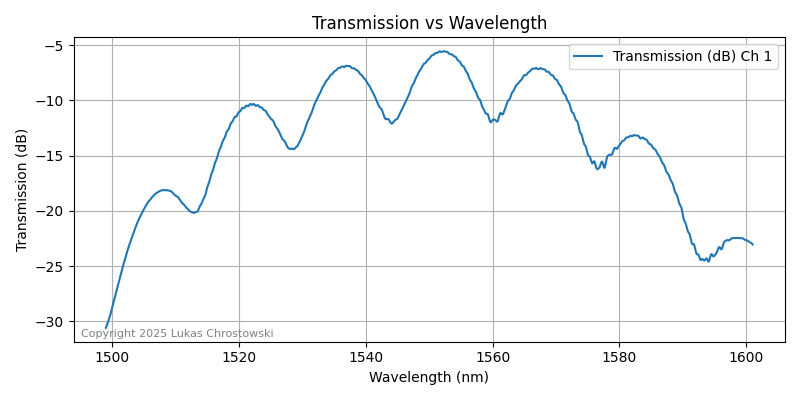 Transmission vs Wavelength
Transmission (dB) Ch 1
Transmission (dB)
−5
−10
−15
−20
−25
−30
Copyright 2025 Lukas Chrostowski
1500 1520 1540 1560 1580 1600
Wavelength (nm)